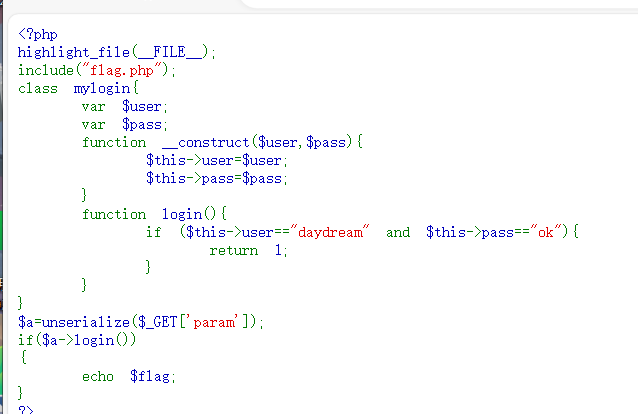 <?php
highlight_file(__FILE__);
include("flag.php");
class mylogin{
var $user;
var $pass;
function __construct($user,$pass){
$this->user=$user;
$this->pass=$pass;
}
function login(){
if ($this->user=="daydream" and $this->pass=="ok"){
return 1;
}
}
}
$a=unserialize($_GET['param']);
if($a->login())
{
echo $flag;
}
?>